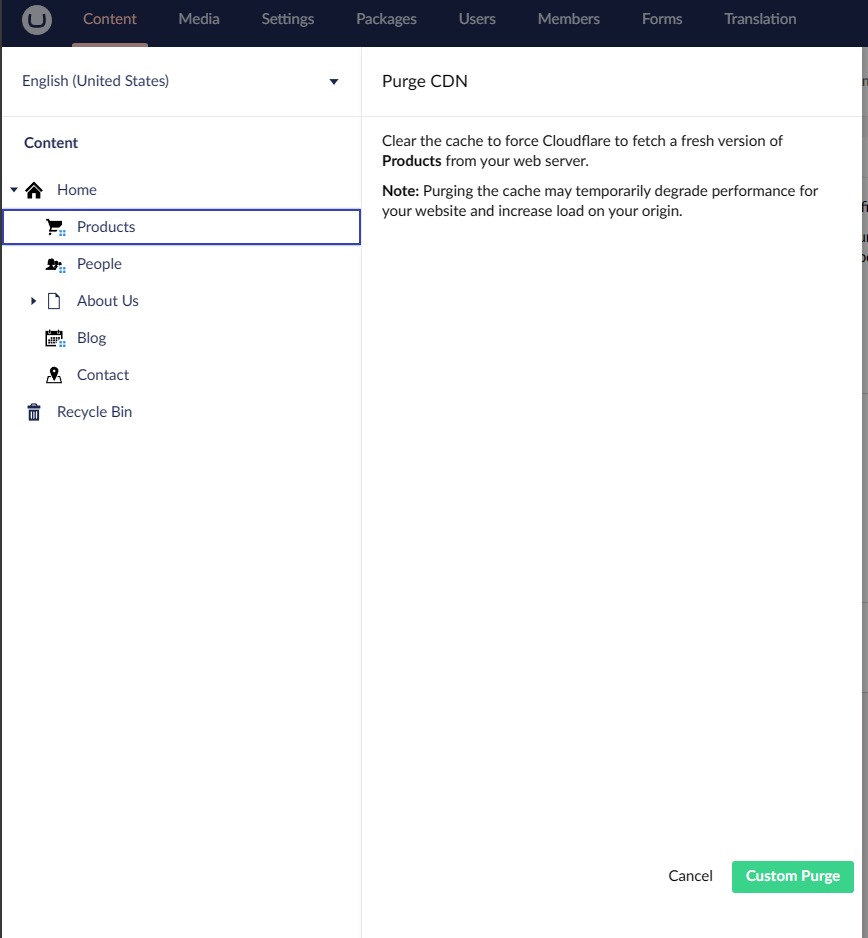 Content Media Settings Packages Users Members Forms Translation
English (United States)
Content
Home
Products
People
About Us
Blog
Contact
Recycle Bin
Purge CDN
Clear the cache to force Cloudflare to fetch a fresh version of
Products from your web server.
Note: Purging the cache may temporarily degrade performance for
your website and increase load on your origin.
Cancel Custom Purge